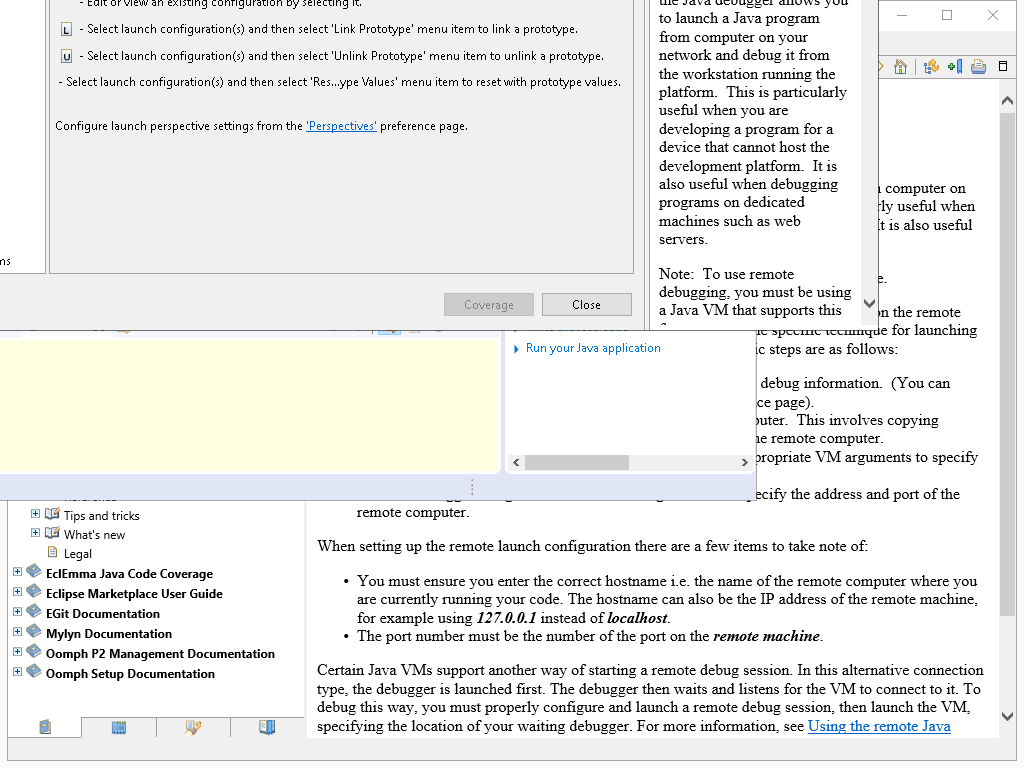 - Edit or view an existing configuration by selecting it.
L - Select launch configuration(s) and then select 'Link Prototype' menu item to link a prototype.
U - Select launch configuration(s) and then select 'Unlink Prototype' menu item to unlink a prototype.
- Select launch configuration(s) and then select 'Res...ype Values' menu item to reset with prototype values.
Configure launch perspective settings from the 'Perspectives' preference page.
ms
Coverage
Close
the Java debugger allows you
to launch a Java program
from computer on your
network and debug it from
the workstation running the
platform. This is particularly
useful when you are
developing a program for a
device that cannot host the
development platform. It is
also useful when debugging
programs on dedicated
machines such as web
servers.
Note: To use remote
debugging, you must be using
a Java VM that supports this
computer on
rly useful when
It is also useful
e.
on the remote
specific technique for launching
ic steps are as follows:
debug information. (You can
ce page).
puter. This involves copying
he remote computer.
propriate VM arguments to specify
ecify the address and port of the
remote computer.
Run your Java application
When setting up the remote launch configuration there are a few items to take note of:
• You must ensure you enter the correct hostname i.e. the name of the remote computer where you
are currently running your code. The hostname can also be the IP address of the remote machine,
for example using 127.0.0.1 instead of localhost.
• The port number must be the number of the port on the remote machine.
Certain Java VMs support another way of starting a remote debug session. In this alternative connection
type, the debugger is launched first. The debugger then waits and listens for the VM to connect to it. To
debug this way, you must properly configure and launch a remote debug session, then launch the VM,
specifying the location of your waiting debugger. For more information, see Using the remote Java
Tips and tricks
What's new
Legal
EclEmma Java Code Coverage
Eclipse Marketplace User Guide
EGit Documentation
Mylyn Documentation
Oomph P2 Management Documentation
Oomph Setup Documentation